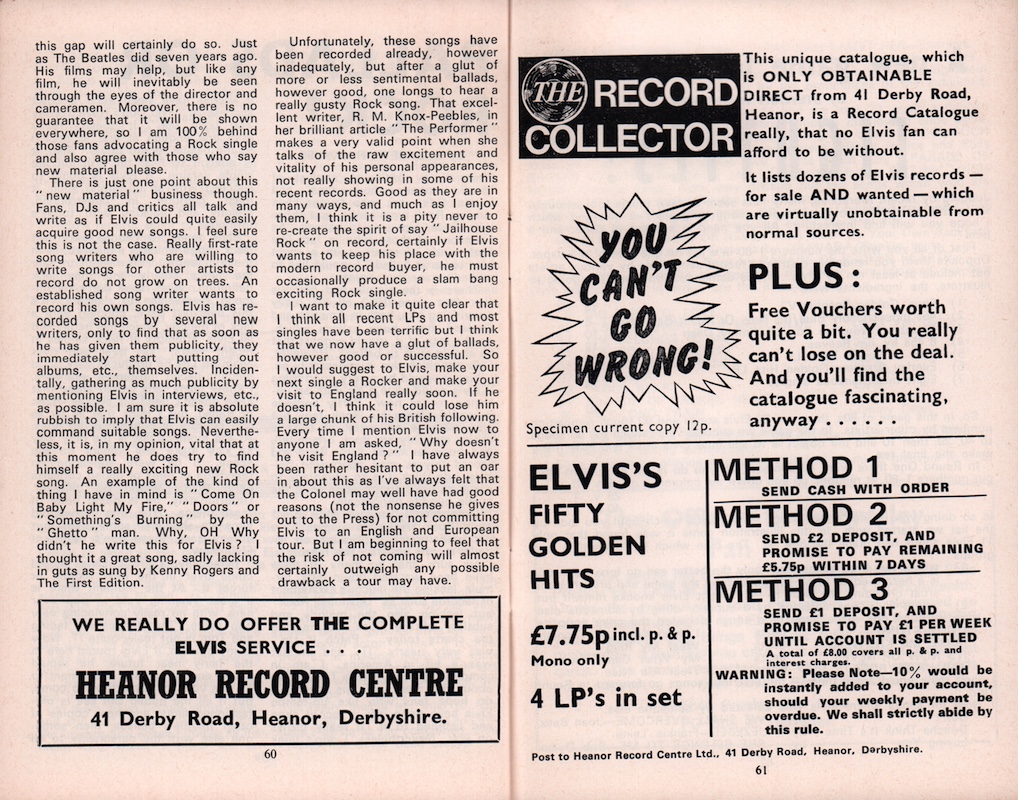 this gap will certainly do so. Just
as The Beatles did seven years ago.
His films may help, but like any
film, he will inevitably be seen
through the eyes of the director and
cameramen. Moreover, there is no
guarantee that it will be shown
everywhere, so I am 100% behind
those fans advocating a Rock single
and also agree with those who say
new material please.
There is just one point about this
"new material" business though.
Fans, DJs and critics all talk and
write as if Elvis could quite easily
acquire good new songs. I feel sure
this is not the case. Really first-rate
song writers who are willing to
write songs for other artists to
record do not grow on trees. An
established song writer wants to
record his own songs. Elvis has re-
corded songs by several new
writers, only to find that as soon as
he has given them publicity, they
immediately start putting out
albums, etc., themselves. Inciden-
tally, gathering as much publicity by
mentioning Elvis in interviews, etc.,
as possible. I am sure it is absolute
rubbish to imply that Elvis can easily
command suitable songs. Neverthe-
less, it is, in my opinion, vital that at
this moment he does try to find
himself a really exciting new Rock
song. An example of the kind of
thing I have in mind is "Come On
Baby Light My Fire," "Doors" or
"Something's Burning" by the
"Ghetto" man. Why, OH Why
didn't he write this for Elvis? I
thought it a great song, sadly lacking
in guts as sung by Kenny Rogers and
The First Edition.
Unfortunately, these songs have
been recorded already, however
inadequately, but after a glut of
more or less sentimental ballads,
however good, one longs to hear a
really gusty Rock song. That excel-
lent writer, R. M. Knox-Peebles, in
her brilliant article "The Performer"
makes a very valid point when she
talks of the raw excitement and
vitality of his personal appearances,
not really showing in some of his
recent records. Good as they are in
many ways, and much as I enjoy
them, I think it is a pity never to
re-create the spirit of say "Jailhouse
Rock" on record, certainly if Elvis
wants to keep his place with the
modern record buyer, he must
occasionally produce a slam bang
exciting Rock single.
I want to make it quite clear that
I think all recent LPs and most
singles have been terrific but I think
that we now have a glut of ballads,
however good or successful. So
I would suggest to Elvis, make your
next single a Rocker and make your
visit to England really soon. If he
doesn't, I think it could lose him
a large chunk of his British following.
Every time I mention Elvis now to
anyone I am asked, "Why doesn't
he visit England?" I have always
been rather hesitant to put an oar
in about this as I've always felt that
the Colonel may well have had good
reasons (not the nonsense he gives
out to the Press) for not committing
Elvis to an English and European
tour. But I am beginning to feel that
the risk of not coming will almost
certainly outweigh any possible
drawback a tour may have.
WE REALLY DO OFFER THE COMPLETE
ELVIS SERVICE . . .
HEANOR RECORD CENTRE
41 Derby Road, Heanor, Derbyshire.
60
THE RECORD
COLLECTOR
This unique catalogue, which
is ONLY OBTAINABLE
DIRECT from 41 Derby Road,
Heanor, is a Record Catalogue
really, that no Elvis fan can
afford to be without.
It lists dozens of Elvis records —
for sale AND wanted — which
are virtually unobtainable from
normal sources.
YOU
CAN'T
GO
WRONG!
PLUS:
Free Vouchers worth
quite a bit. You really
can't lose on the deal.
And you'll find the
catalogue fascinating,
anyway . . . . . .
Specimen current copy 12p.
ELVIS'S
FIFTY
GOLDEN
HITS
£7.75p incl. p. & p.
Mono only
4 LP's in set
METHOD 1
SEND CASH WITH ORDER
METHOD 2
SEND £2 DEPOSIT, AND
PROMISE TO PAY REMAINING
£5.75p WITHIN 7 DAYS
METHOD 3
SEND £1 DEPOSIT, AND
PROMISE TO PAY £1 PER WEEK
UNTIL ACCOUNT IS SETTLED
A total of £8.00 covers all p. & p. and
interest charges.
WARNING: Please Note—10% would be
instantly added to your account,
should your weekly payment be
overdue. We shall strictly abide by
this rule.
Post to Heanor Record Centre Ltd., 41 Derby Road, Heanor, Derbyshire.
61